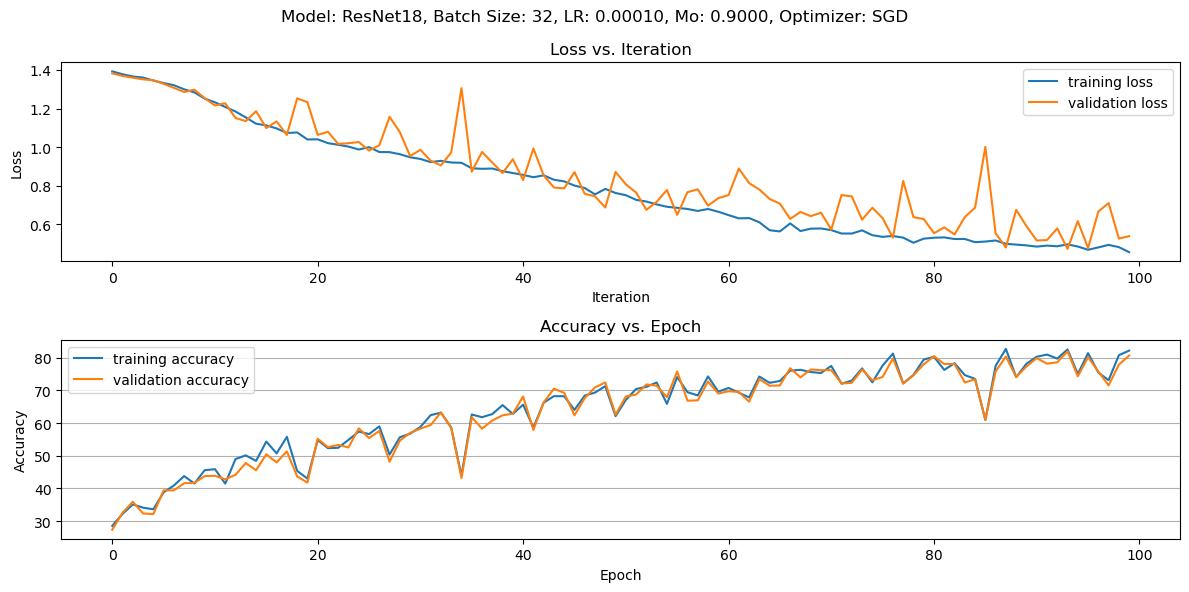 Model: ResNet18, Batch Size: 32, LR: 0.00010, Mo: 0.9000, Optimizer: SGD
Loss vs. Iteration
training loss
validation loss
1.4
1.2
1.0
0.8
0.6
Loss
0 20 40 60 80 100
Iteration
Accuracy vs. Epoch
training accuracy
validation accuracy
80
70
60
50
40
30
Accuracy
0 20 40 60 80 100
Epoch